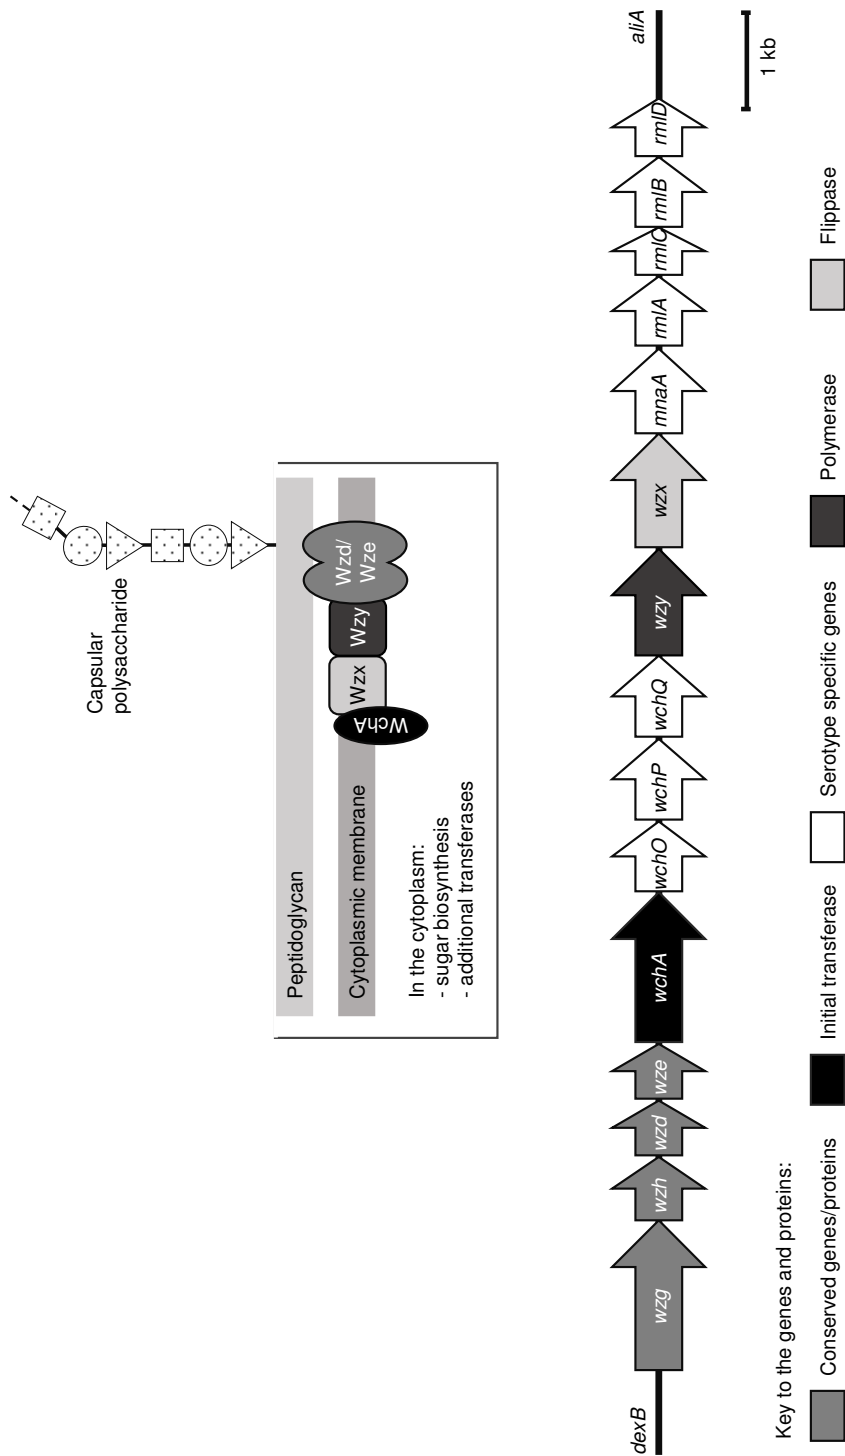 Capsular
polysaccharide
Peptidoglycan
Cytoplasmic membrane
WchA
Wzx
Wzy
Wzd/
Wze
In the cytoplasm:
- sugar biosynthesis
- additional transferases
dexB
wzg
wzh
wzd
wze
wchA
wchO
wchP
wchQ
wzy
wzx
mnaA
rmlA
rmlC
rmlB
rmlD
aliA
1 kb
Key to the genes and proteins:
Conserved genes/proteins
Initial transferase
Serotype specific genes
Polymerase
Flippase